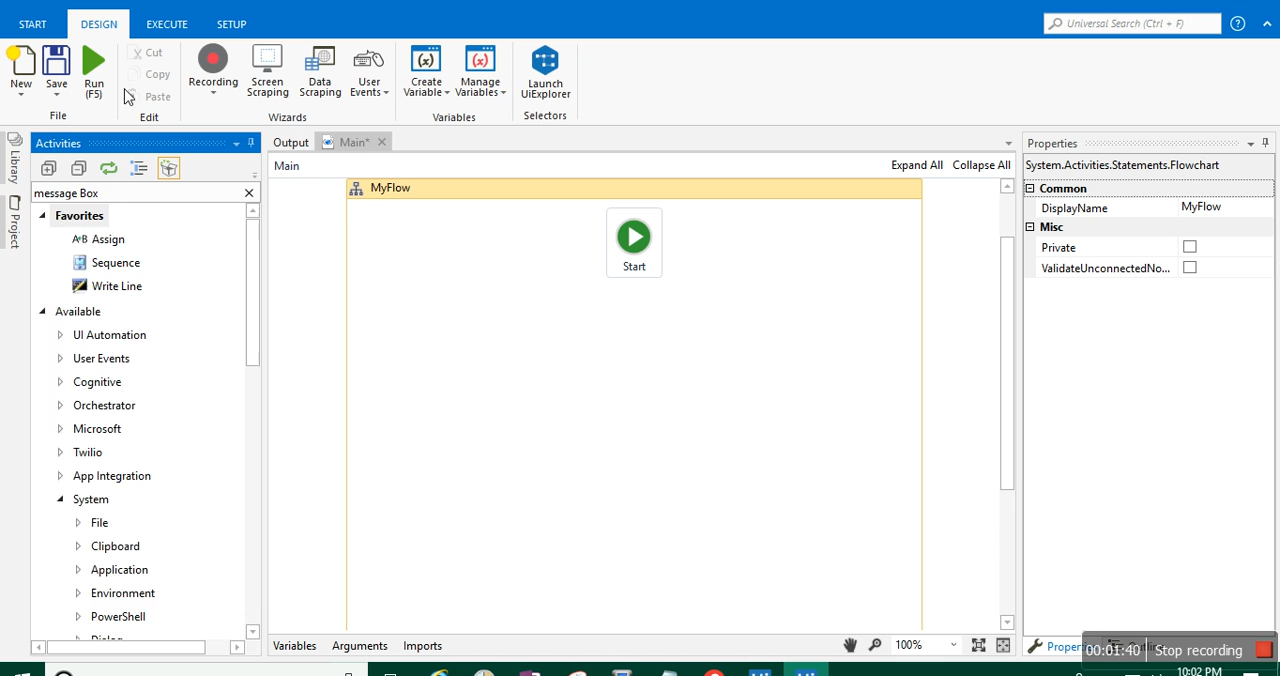 START DESIGN EXECUTE SETUP
Universal Search (Ctrl + F)
New Save Run (F5)
Cut
Copy
Paste
Recording Screen Scraping Data Scraping User Events
Create Variable Manage Variables
Launch UiExplorer
File Edit Wizards Variables Selectors
Library
Project
Activities
message Box
Favorites
Assign
Sequence
Write Line
Available
UI Automation
User Events
Cognitive
Orchestrator
Microsoft
Twilio
App Integration
System
File
Clipboard
Application
Environment
PowerShell
Dialog
Output Main*
Main Expand All Collapse All
MyFlow
Start
Variables Arguments Imports 100%
Properties
System.Activities.Statements.Flowchart
Common
DisplayName MyFlow
Misc
Private
ValidateUnconnectedNo...
00:01:40 Stop recording
10:02 PM